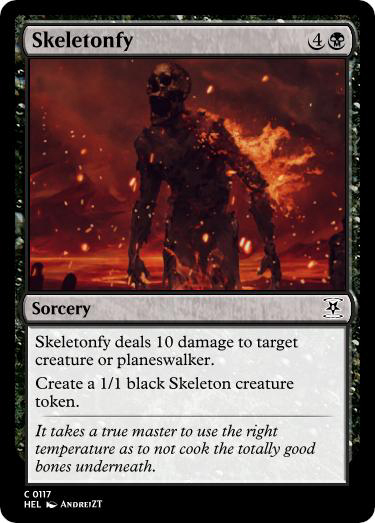 Skeletonfy 4
Sorcery
Skeletonfy deals 10 damage to target
creature or planeswalker.
Create a 1/1 black Skeleton creature
token.
It takes a true master to use the right
temperature as to not cook the totally good
bones underneath.
C 0117
HEL AndreiZT